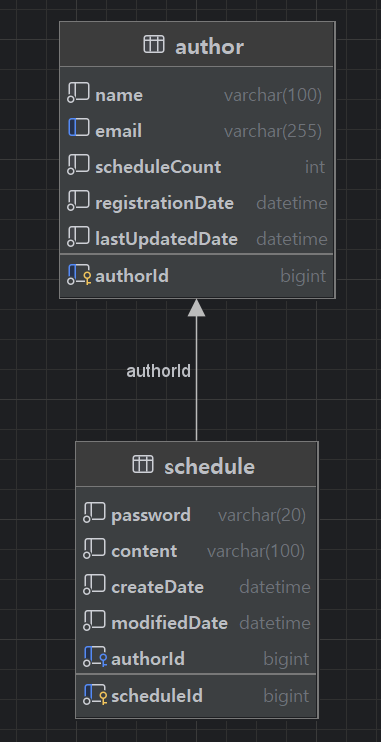 author
name varchar(100)
email varchar(255)
scheduleCount int
registrationDate datetime
lastUpdatedDate datetime
authorId bigint
authorId
schedule
password varchar(20)
content varchar(100)
createDate datetime
modifiedDate datetime
authorId bigint
scheduleId bigint